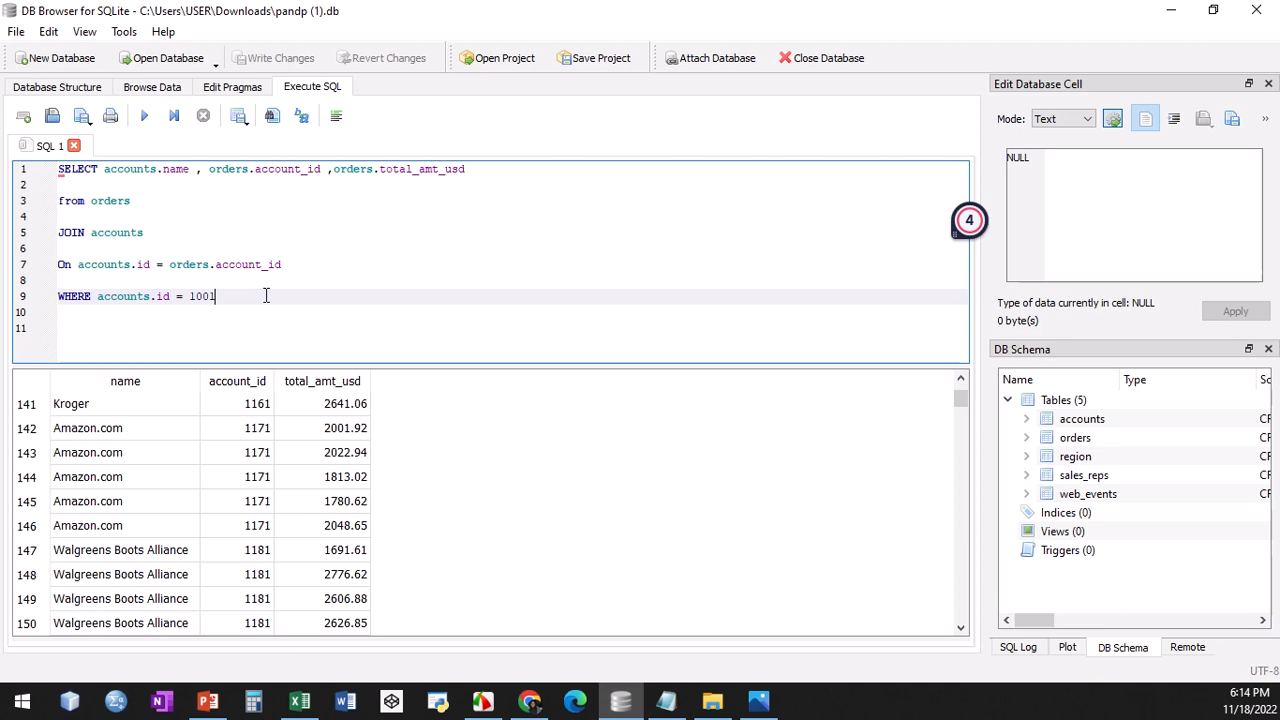 DB Browser for SQLite - C:\Users\USER\Downloads\pandp (1).db
File Edit View Tools Help
New Database Open Database Write Changes Revert Changes Open Project Save Project Attach Database Close Database
Database Structure Browse Data Edit Pragmas Execute SQL
SQL 1
1 SELECT accounts.name , orders.account_id ,orders.total_amt_usd
2
3 from orders
4
5 JOIN accounts
6
7 On accounts.id = orders.account_id
8
9 WHERE accounts.id = 1001
10
11
4
name account_id total_amt_usd
141 Kroger 1161 2641.06
142 Amazon.com 1171 2001.92
143 Amazon.com 1171 2022.94
144 Amazon.com 1171 1813.02
145 Amazon.com 1171 1780.62
146 Amazon.com 1171 2048.65
147 Walgreens Boots Alliance 1181 1691.61
148 Walgreens Boots Alliance 1181 2776.62
149 Walgreens Boots Alliance 1181 2606.88
150 Walgreens Boots Alliance 1181 2626.85
Edit Database Cell
Mode: Text
NULL
Type of data currently in cell: NULL
0 byte(s)
Apply
DB Schema
Name Type Sc
Tables (5)
accounts CF
orders CF
region CF
sales_reps CF
web_events CF
Indices (0)
Views (0)
Triggers (0)
SQL Log Plot DB Schema Remote
UTF-8
6:14 PM
11/18/2022